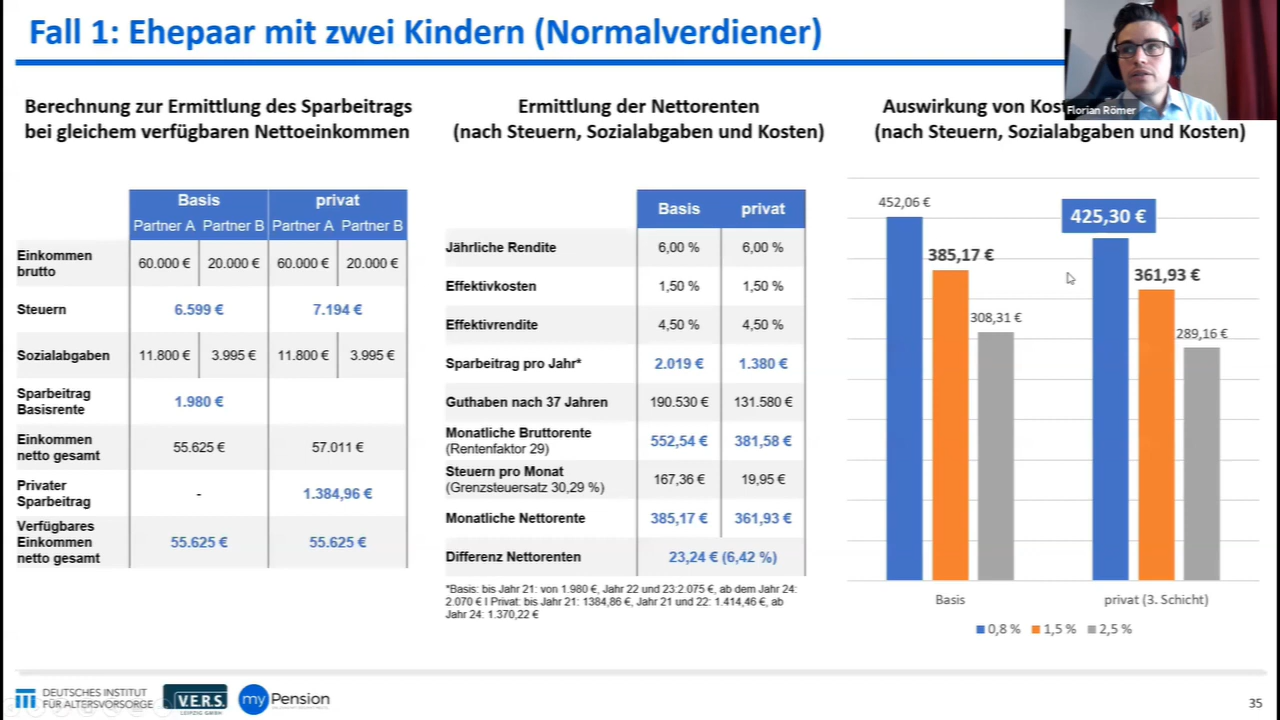 Fall 1: Ehepaar mit zwei Kindern (Normalverdiener)
Florian Römer
Berechnung zur Ermittlung des Sparbeitrags
bei gleichem verfügbaren Nettoeinkommen
Basis privat
Partner A Partner B Partner A Partner B
Einkommen
brutto
60.000 € 20.000 € 60.000 € 20.000 €
Steuern 6.599 € 7.194 €
Sozialabgaben 11.800 € 3.995 € 11.800 € 3.995 €
Sparbeitrag
Basisrente
1.980 €
Einkommen
netto gesamt
55.625 € 57.011 €
Privater
Sparbeitrag
- 1.384,96 €
Verfügbares
Einkommen
netto gesamt
55.625 € 55.625 €
Ermittlung der Nettorenten
(nach Steuern, Sozialabgaben und Kosten)
Basis privat
Jährliche Rendite 6,00 % 6,00 %
Effektivkosten 1,50 % 1,50 %
Effektivrendite 4,50 % 4,50 %
Sparbeitrag pro Jahr* 2.019 € 1.380 €
Guthaben nach 37 Jahren 190.530 € 131.580 €
Monatliche Bruttorente
(Rentenfaktor 29)
552,54 € 381,58 €
Steuern pro Monat
(Grenzsteuersatz 30,29 %)
167,36 € 19,95 €
Monatliche Nettorente 385,17 € 361,93 €
Differenz Nettorenten 23,24 € (6,42 %)
*Basis: bis Jahr 21: von 1.980 €, Jahr 22 und 23:2.075 €, ab dem Jahr 24:
2.070 € I Privat: bis Jahr 21: 1384,86 €, Jahr 21 und 22: 1.414,46 €, ab
Jahr 24: 1.370,22 €
Auswirkung von
(nach Steuern, Sozialabgaben und Kosten)
452,06 €
385,17 €
308,31 €
425,30 €
361,93 €
289,16 €
Basis privat (3. Schicht)
0,8 % 1,5 % 2,5 %
DEUTSCHES INSTITUT
FÜR ALTERSVORSORGE
V.E.R.S.
LEIPZIG GMBH
my Pension
35